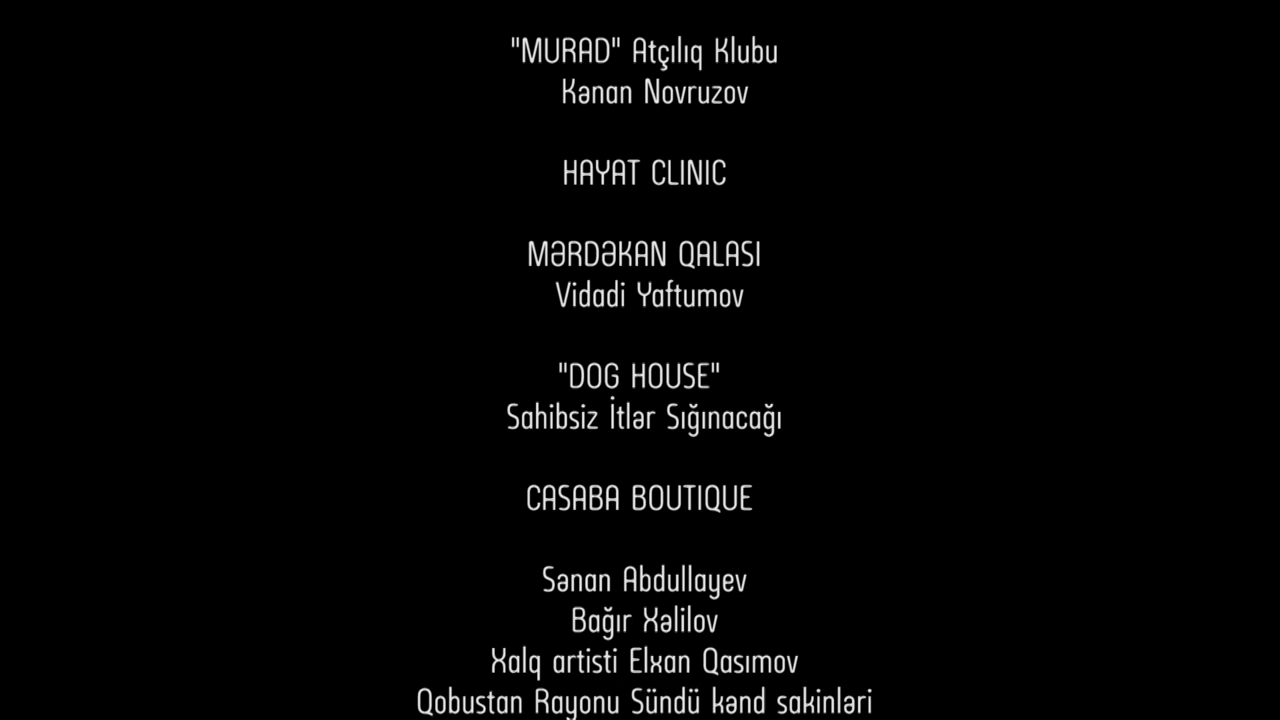 "MURAD" Atçılıq Klubu
Kənan Novruzov
HAYAT CLINIC
MƏRDƏKAN QALASI
Vidadi Yaftumov
"DOG HOUSE"
Sahibsiz İtlər Sığınacağı
CASABA BOUTIQUE
Sənan Abdullayev
Bağır Xəlilov
Xalq artisti Elxan Qasımov
Qobustan Rayonu Sündü kənd sakinləri